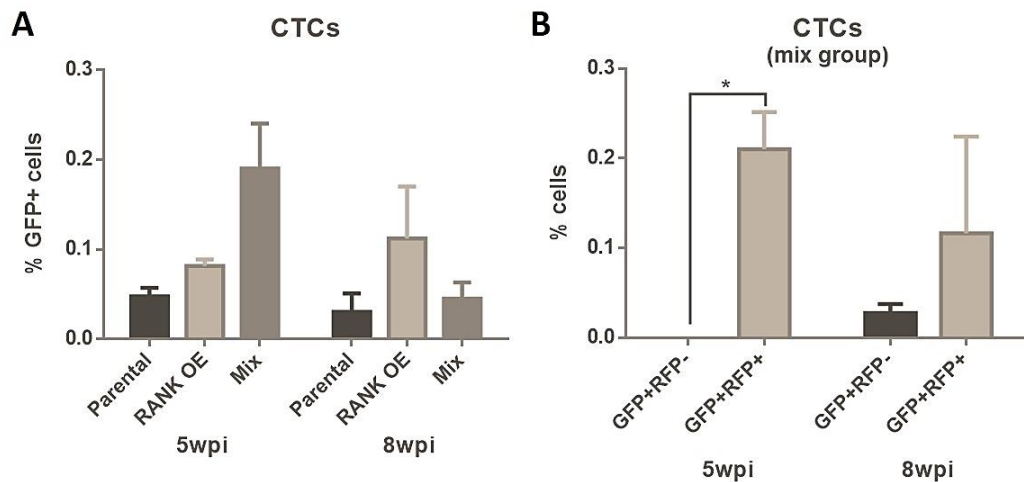 A
CTCs
% GFP+ cells
0.3
0.2
0.1
0.0
Parental
RANK OE
Mix
Parental
RANK OE
Mix
5wpi
8wpi
B
CTCs
(mix group)
% cells
0.3
0.2
0.1
0.0
*
GFP+RFP-
GFP+RFP+
GFP+RFP-
GFP+RFP+
5wpi
8wpi